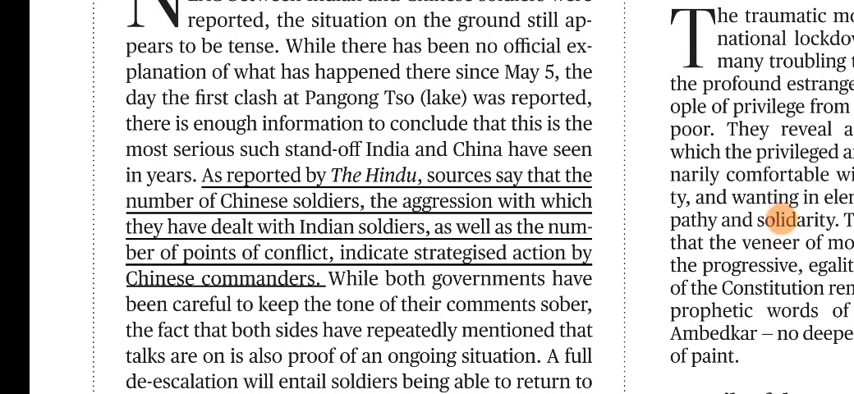 N
reported, the situation on the ground still ap-
pears to be tense. While there has been no official ex-
planation of what has happened there since May 5, the
day the first clash at Pangong Tso (lake) was reported,
there is enough information to conclude that this is the
most serious such stand-off India and China have seen
in years. As reported by The Hindu, sources say that the
number of Chinese soldiers, the aggression with which
they have dealt with Indian soldiers, as well as the num-
ber of points of conflict, indicate strategised action by
Chinese commanders. While both governments have
been careful to keep the tone of their comments sober,
the fact that both sides have repeatedly mentioned that
talks are on is also proof of an ongoing situation. A full
de-escalation will entail soldiers being able to return to
The traumatic mo
national lockdov
many troubling t
the profound estrange
ople of privilege from
poor. They reveal a
which the privileged a
narily comfortable wi
ty, and wanting in eler
pathy and solidarity. T
that the veneer of mo
the progressive, egalit
of the Constitution ren
prophetic words of
Ambedkar – no deepe
of paint.